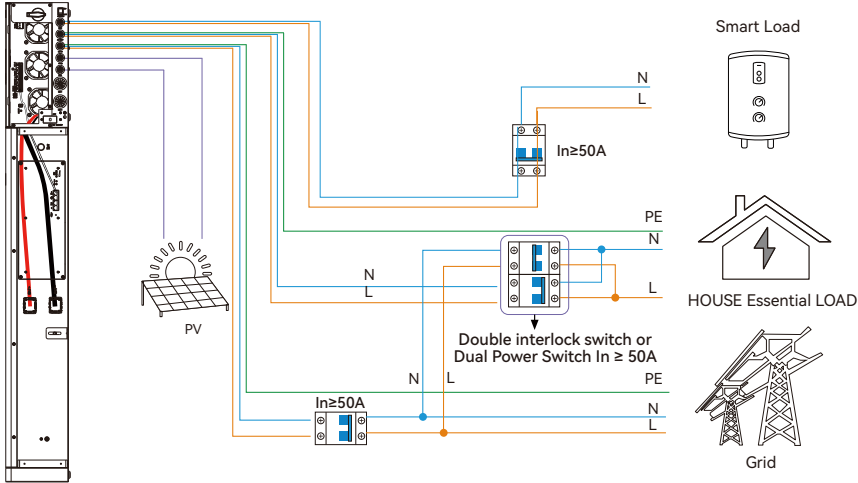 Smart Load
N
L
In≥50A
PE
N
N
L
L
HOUSE Essential LOAD
PV
Double interlock switch or
Dual Power Switch In ≥ 50A
N
L
PE
In≥50A
N
L
Grid